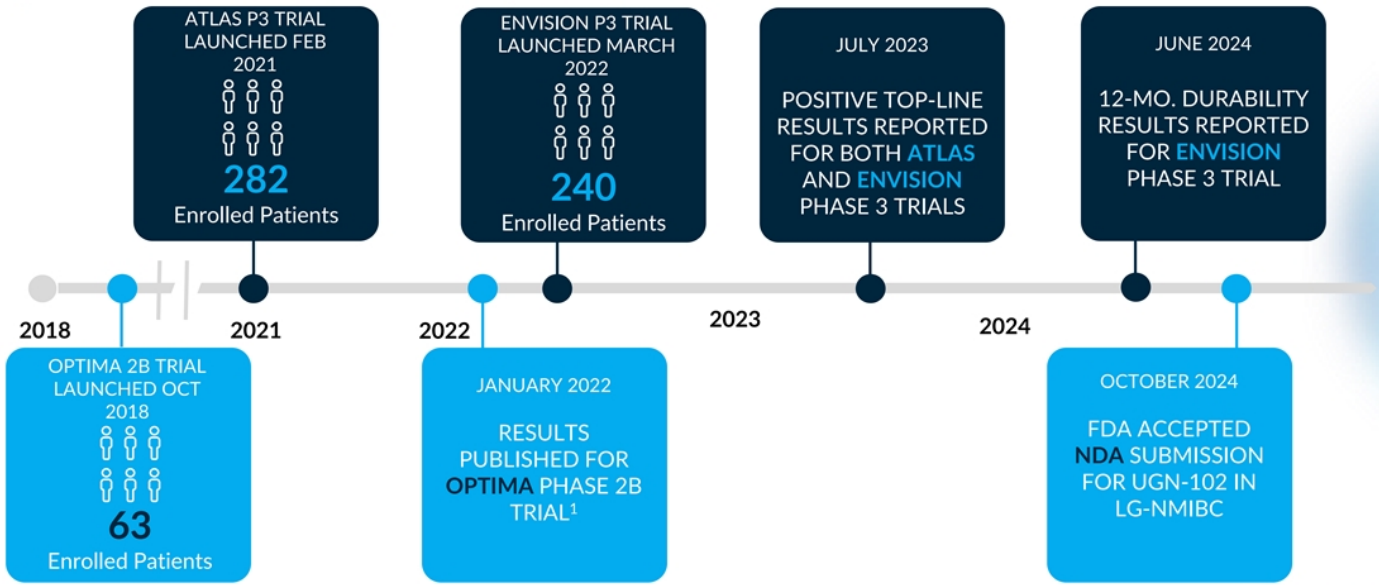 ATLAS P3 TRIAL
LAUNCHED FEB
2021
282
Enrolled Patients
ENVISION P3 TRIAL
LAUNCHED MARCH
2022
240
Enrolled Patients
JULY 2023
POSITIVE TOP-LINE
RESULTS REPORTED
FOR BOTH ATLAS
AND ENVISION
PHASE 3 TRIALS
JUNE 2024
12-MO. DURABILITY
RESULTS REPORTED
FOR ENVISION
PHASE 3 TRIAL
2018
2021
2022
2023
2024
OPTIMA 2B TRIAL
LAUNCHED OCT
2018
63
Enrolled Patients
JANUARY 2022
RESULTS
PUBLISHED FOR
OPTIMA PHASE 2B
TRIAL¹
OCTOBER 2024
FDA ACCEPTED
NDA SUBMISSION
FOR UGN-102 IN
LG-NMIBC